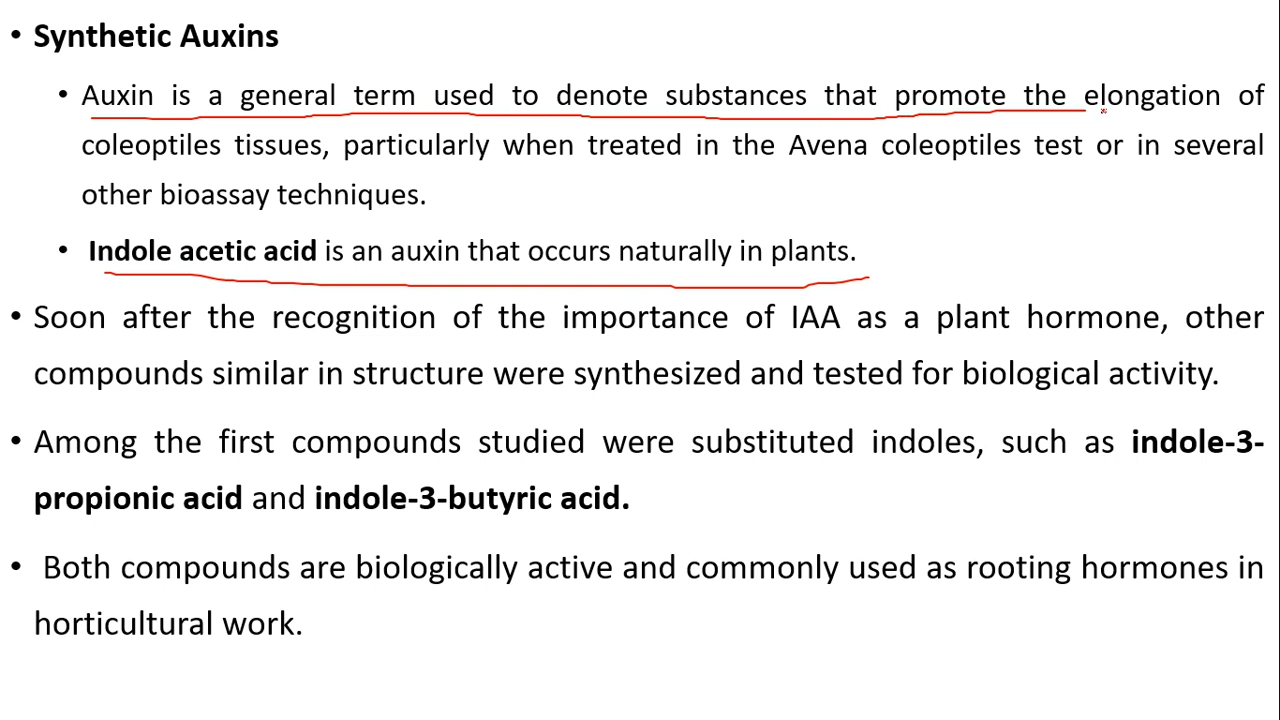 • Synthetic Auxins
• Auxin is a general term used to denote substances that promote the elongation of
coleoptiles tissues, particularly when treated in the Avena coleoptiles test or in several
other bioassay techniques.
• Indole acetic acid is an auxin that occurs naturally in plants.
• Soon after the recognition of the importance of IAA as a plant hormone, other
compounds similar in structure were synthesized and tested for biological activity.
• Among the first compounds studied were substituted indoles, such as indole-3-
propionic acid and indole-3-butyric acid.
• Both compounds are biologically active and commonly used as rooting hormones in
horticultural work.